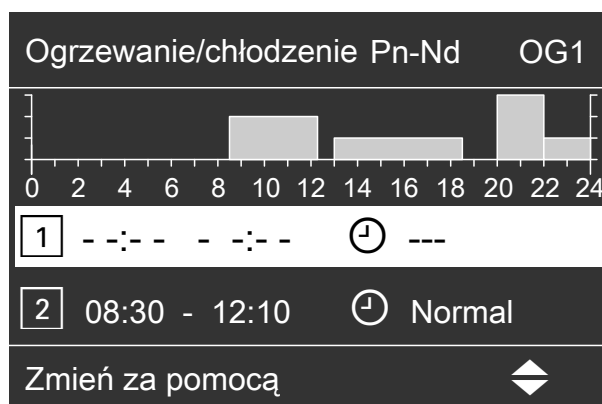 Ogrzewanie/chłodzenie Pn-Nd OG1
0 2 4 6 8 10 12 14 16 18 20 22 24
1 - -:- - - -:- - ---
2 08:30 - 12:10 Normal
Zmień za pomocą